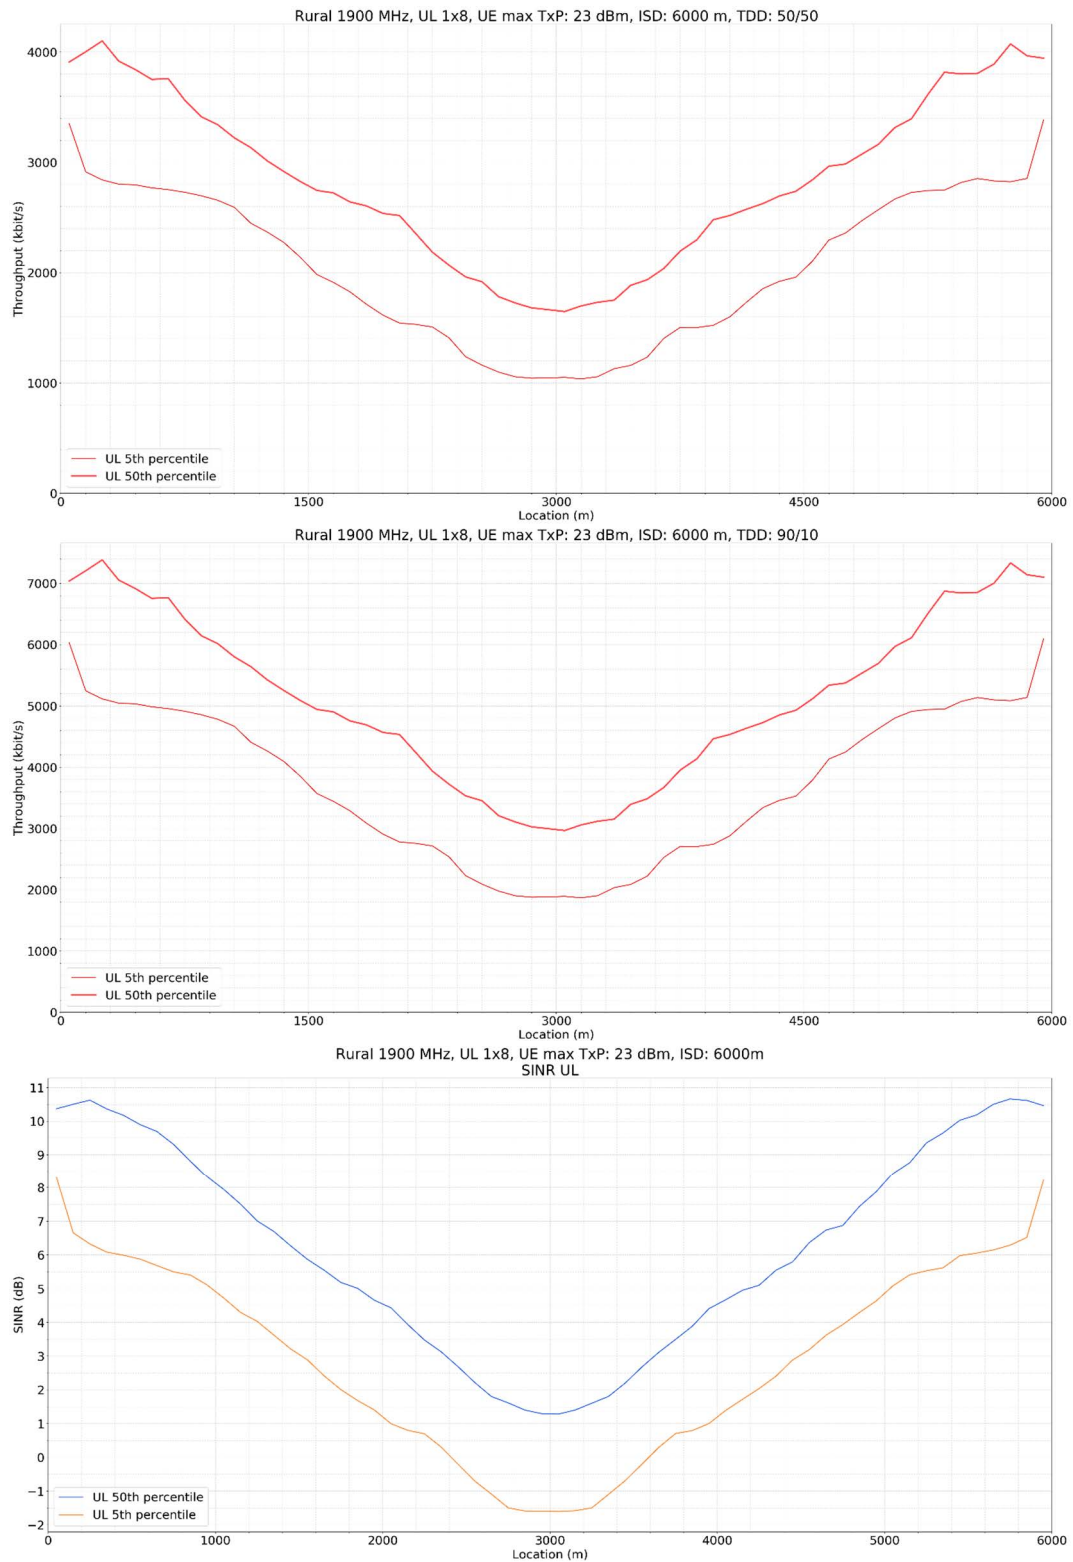 Rural 1900 MHz, UL 1x8, UE max TxP: 23 dBm, ISD: 6000 m, TDD: 50/50
4000
3000
2000
1000
0
Throughput (kbit/s)
UL 5th percentile
UL 50th percentile
0 1500 3000 4500 6000
Location (m)
Rural 1900 MHz, UL 1x8, UE max TxP: 23 dBm, ISD: 6000 m, TDD: 90/10
7000
6000
5000
4000
3000
2000
1000
0
Throughput (kbit/s)
UL 5th percentile
UL 50th percentile
0 1500 3000 4500 6000
Location (m)
Rural 1900 MHz, UL 1x8, UE max TxP: 23 dBm, ISD: 6000m
SINR UL
11
10
9
8
7
6
5
4
3
2
1
0
−1
−2
SINR (dB)
UL 50th percentile
UL 5th percentile
0 1000 2000 3000 4000 5000 6000
Location (m)